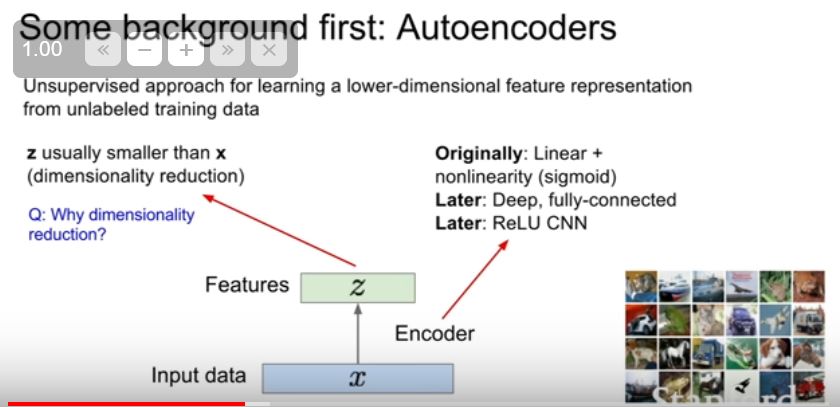 Some background first: Autoencoders
1.00 « − + » ×
Unsupervised approach for learning a lower-dimensional feature representation
from unlabeled training data
z usually smaller than x
(dimensionality reduction)
Originally: Linear +
nonlinearity (sigmoid)
Later: Deep, fully-connected
Later: ReLU CNN
Q: Why dimensionality
reduction?
Features
z
Encoder
Input data
x
Stanford